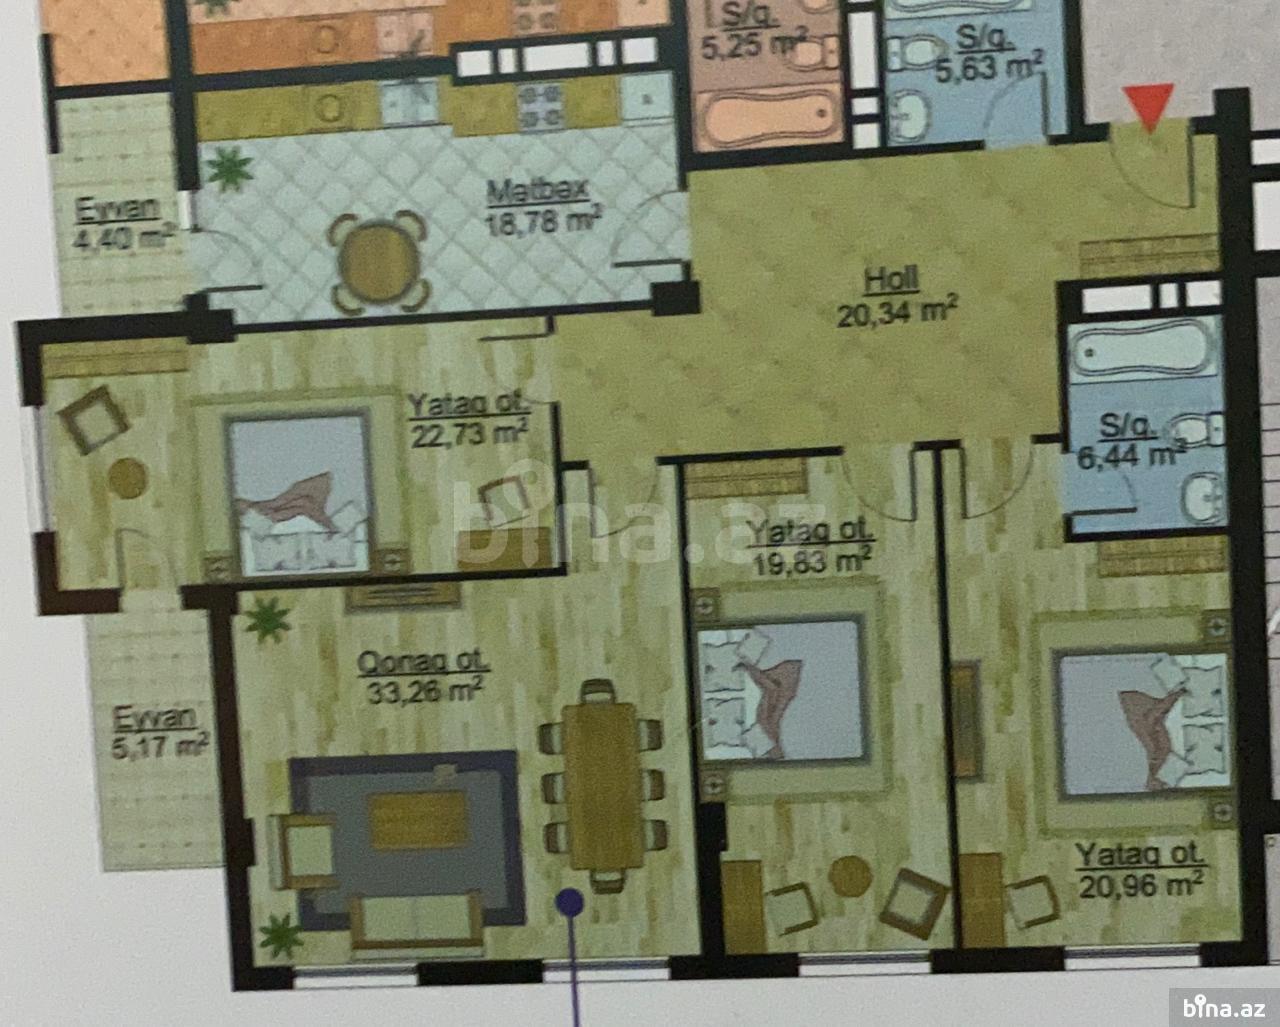 S/q.
5,25 m²
S/q.
5,63 m²
Eyvan
4,40 m²
Mətbəx
18,78 m²
Holl
20,34 m²
Yataq ot.
22,73 m²
S/q.
6,44 m²
bina.az
Yataq ot.
19,83 m²
Qonaq ot.
33,26 m²
Eyvan
5,17 m²
Yataq ot.
20,96 m²
bina.az